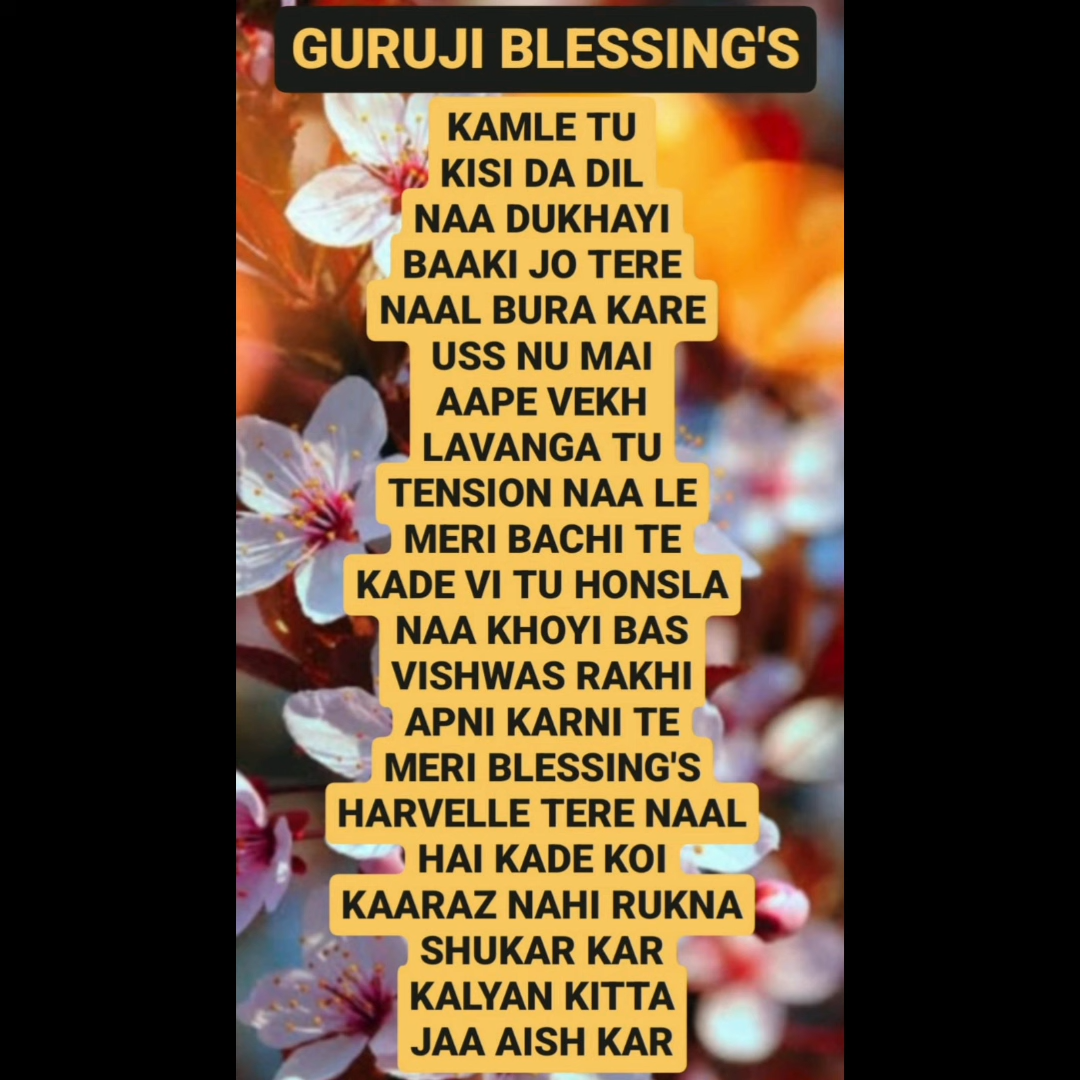 GURUJI BLESSING'S
KAMLE TU
KISI DA DIL
NAA DUKHAYI
BAAKI JO TERE
NAAL BURA KARE
USS NU MAI
AAPE VEKH
LAVANGA TU
TENSION NAA LE
MERI BACHI TE
KADE VI TU HONSLA
NAA KHOYI BAS
VISHWAS RAKHI
APNI KARNI TE
MERI BLESSING'S
HARVELLE TERE NAAL
HAI KADE KOI
KAARAZ NAHI RUKNA
SHUKAR KAR
KALYAN KITTA
JAA AISH KAR